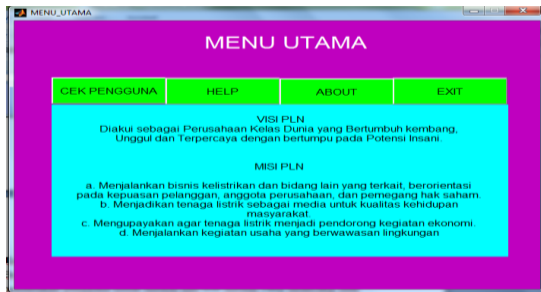 MENU_UTAMA
MENU UTAMA
CEK PENGGUNA HELP ABOUT EXIT
VISI PLN
Diakui sebagai Perusahaan Kelas Dunia yang Bertumbuh kembang,
Unggul dan Terpercaya dengan bertumpu pada Potensi Insani.
MISI PLN
a. Menjalankan bisnis kelistrikan dan bidang lain yang terkait, berorientasi
pada kepuasan pelanggan, anggota perusahaan, dan pemegang hak saham.
b. Menjadikan tenaga listrik sebagai media untuk kualitas kehidupan
masyarakat.
c. Mengupayakan agar tenaga listrik menjadi pendorong kegiatan ekonomi.
d. Menjalankan kegiatan usaha yang berwawasan lingkungan